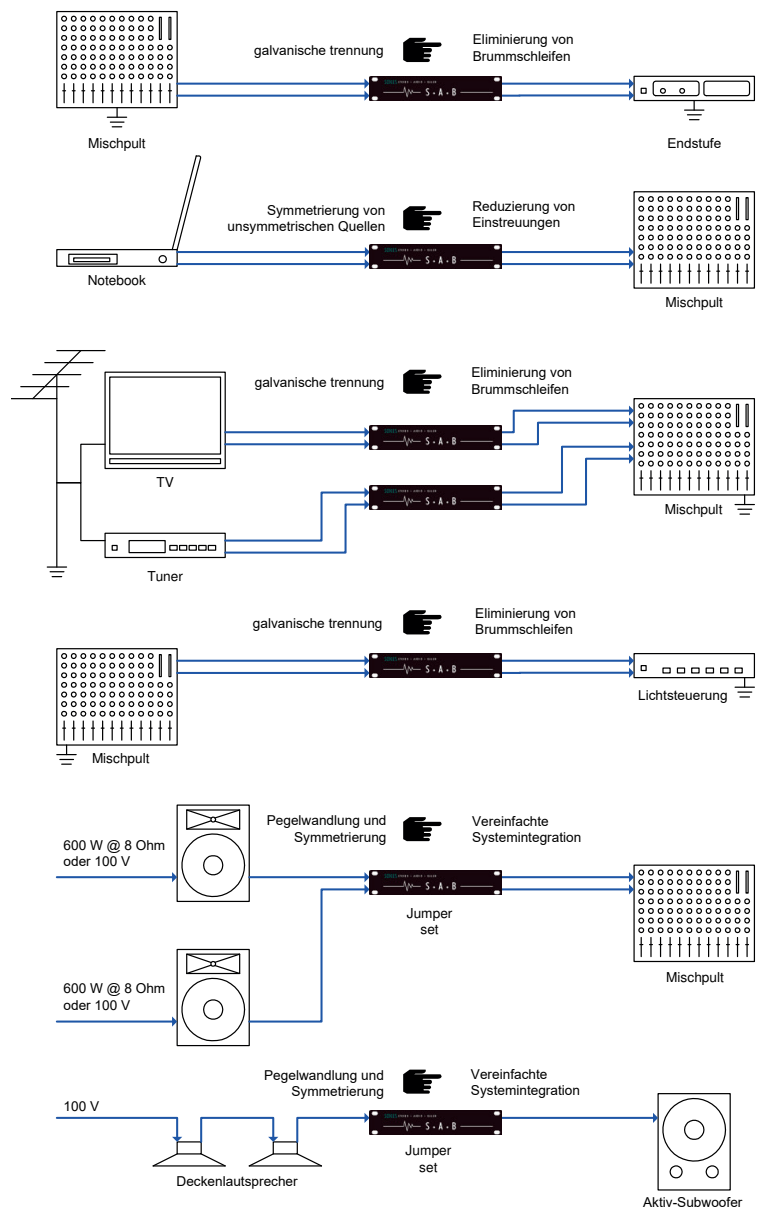 galvanische trennung
Eliminierung von
Brummschleifen
S • A • B
Mischpult
Endstufe
Symmetrierung von
unsymmetrischen Quellen
Reduzierung von
Einstreuungen
S • A • B
Notebook
Mischpult
galvanische trennung
Eliminierung von
Brummschleifen
S • A • B
TV
S • A • B
Mischpult
Tuner
galvanische trennung
Eliminierung von
Brummschleifen
S • A • B
Lichtsteuerung
Mischpult
Pegelwandlung und
Symmetrierung
Vereinfachte
Systemintegration
600 W @ 8 Ohm
oder 100 V
S • A • B
Jumper
set
Mischpult
600 W @ 8 Ohm
oder 100 V
Pegelwandlung und
Symmetrierung
Vereinfachte
Systemintegration
100 V
S • A • B
Jumper
set
Deckenlautsprecher
Aktiv-Subwoofer